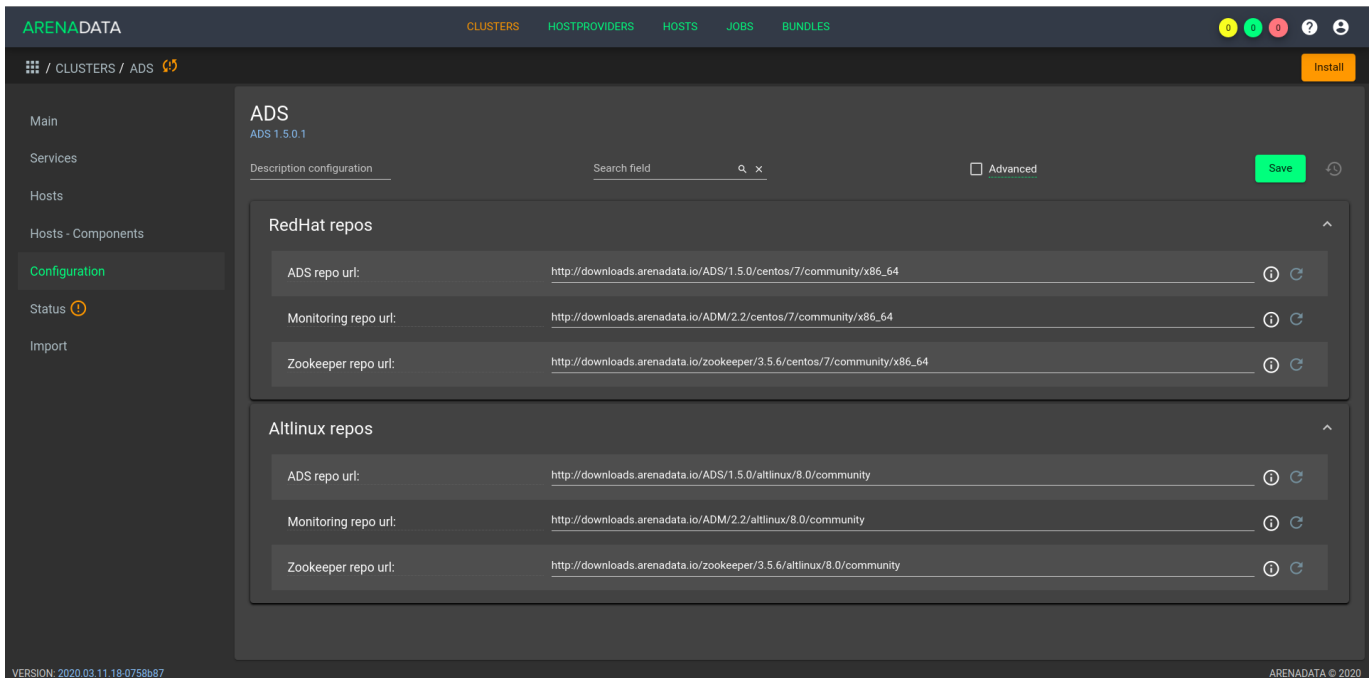 ARENADATA CLUSTERS HOSTPROVIDERS HOSTS JOBS BUNDLES 0 0 0
/ CLUSTERS / ADS Install
Main
Services
Hosts
Hosts - Components
Configuration
Status
Import
ADS
ADS 1.5.0.1
Description configuration Search field Advanced Save
RedHat repos
ADS repo url: http://downloads.arenadata.io/ADS/1.5.0/centos/7/community/x86_64
Monitoring repo url: http://downloads.arenadata.io/ADM/2.2/centos/7/community/x86_64
Zookeeper repo url: http://downloads.arenadata.io/zookeeper/3.5.6/centos/7/community/x86_64
Altlinux repos
ADS repo url: http://downloads.arenadata.io/ADS/1.5.0/altlinux/8.0/community
Monitoring repo url: http://downloads.arenadata.io/ADM/2.2/altlinux/8.0/community
Zookeeper repo url: http://downloads.arenadata.io/zookeeper/3.5.6/altlinux/8.0/community
VERSION: 2020.03.11.18-0758b87 ARENADATA © 2020